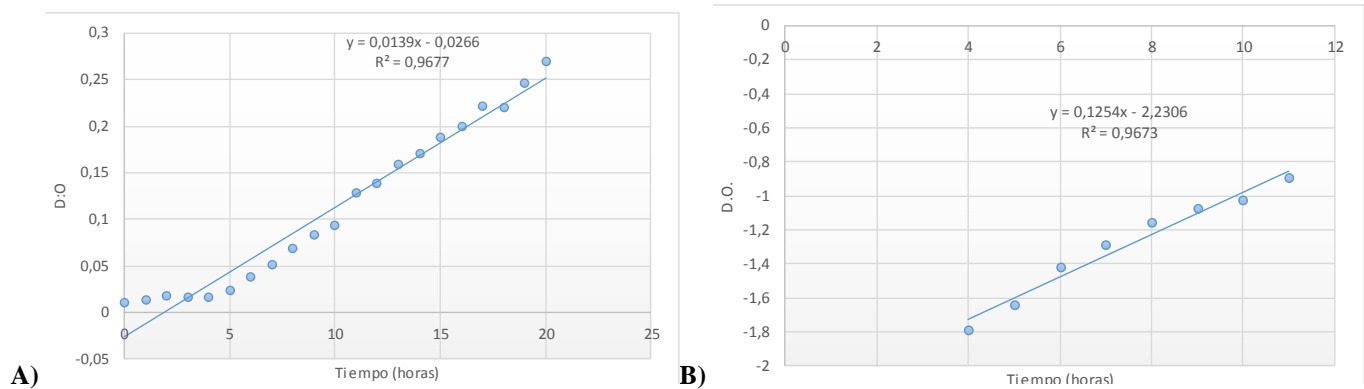 0,3
0,25
0,2
0,15
0,1
0,05
0
-0,05
D:O
y = 0,0139x - 0,0266
R² = 0,9677
0 5 10 15 20 25
Tiempo (horas)
A)
0
-0,2
-0,4
-0,6
-0,8
-1
-1,2
-1,4
-1,6
-1,8
-2
D.O.
0 2 4 6 8 10 12
y = 0,1254x - 2,2306
R² = 0,9673
Tiempo (horas)
B)